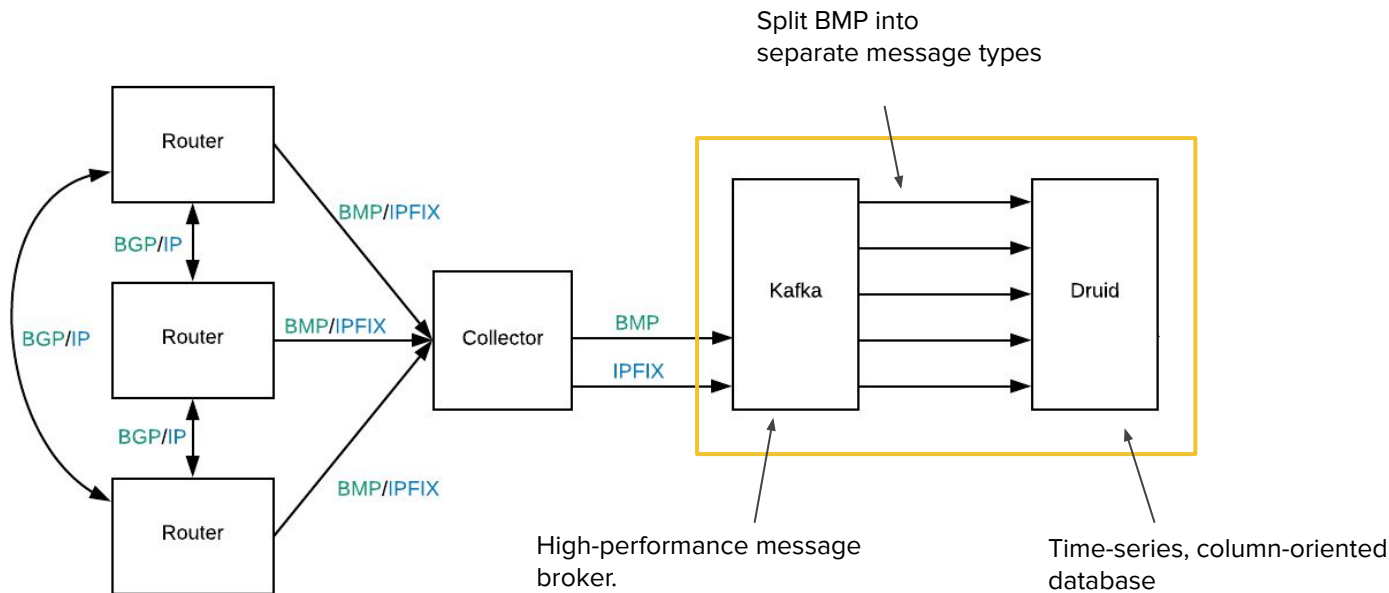 Split BMP into
separate message types
Router
BMP/IPFIX
BGP/IP
Router
BMP/IPFIX
BGP/IP
BGP/IP
Router
BMP/IPFIX
Collector
BMP
IPFIX
Kafka
Druid
High-performance message
broker.
Time-series, column-oriented
database